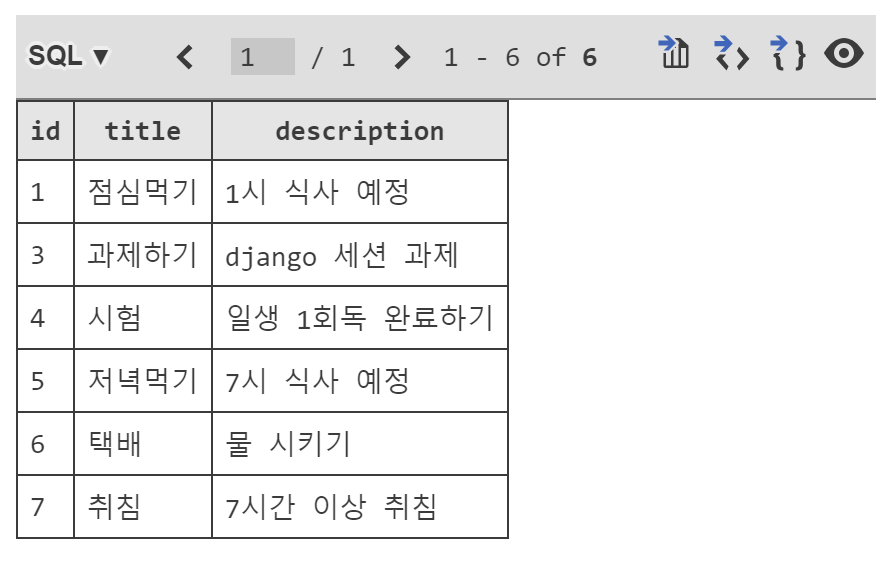 SQL ▼ < 1 / 1 > 1 - 6 of 6
id title description
1 점심먹기 1시 식사 예정
3 과제하기 django 세션 과제
4 시험 일생 1회독 완료하기
5 저녁먹기 7시 식사 예정
6 택배 물 시키기
7 취침 7시간 이상 취침